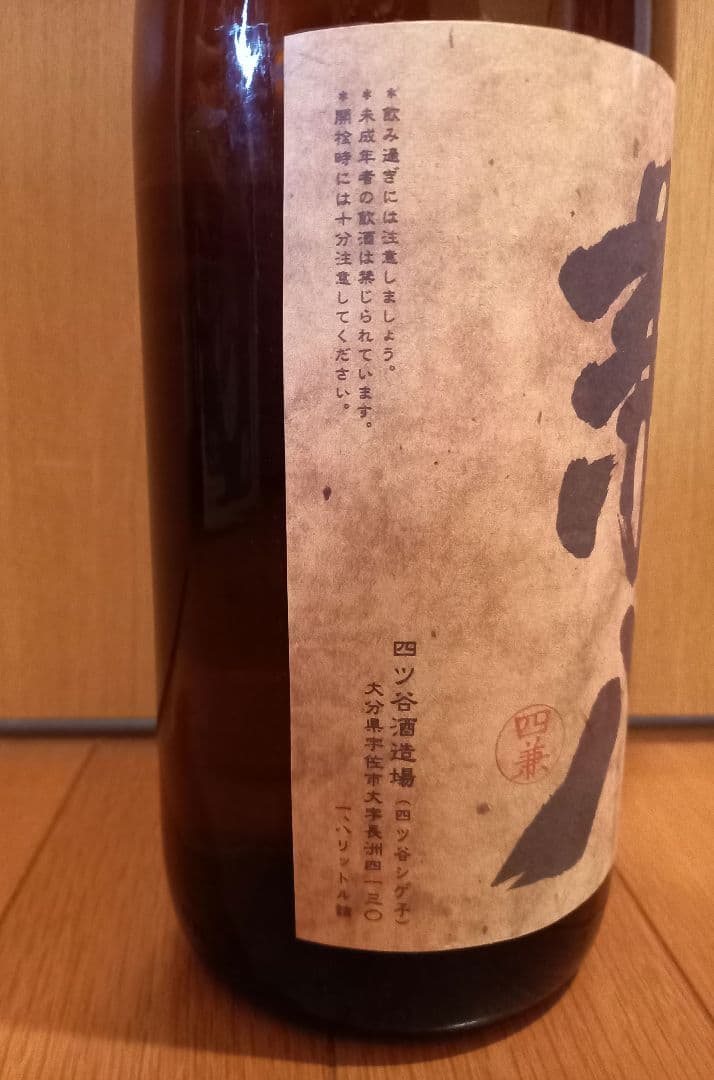 *飲み過ぎには注意しましょう。
*未成年者の飲酒は禁じられています。
*開栓時には十分注意してください。
四ツ谷酒造場(四ツ谷シゲ子)
大分県宇佐市大字長洲四一三〇
一、八リットル詰
四兼